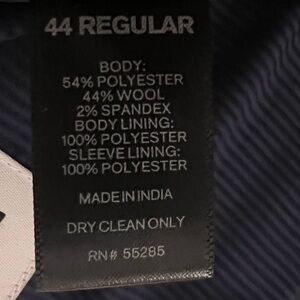 44 REGULAR
BODY:
54% POLYESTER
44% WOOL
2% SPANDEX
BODY LINING:
100% POLYESTER
SLEEVE LINING:
100% POLYESTER
MADE IN INDIA
DRY CLEAN ONLY
RN# 55285